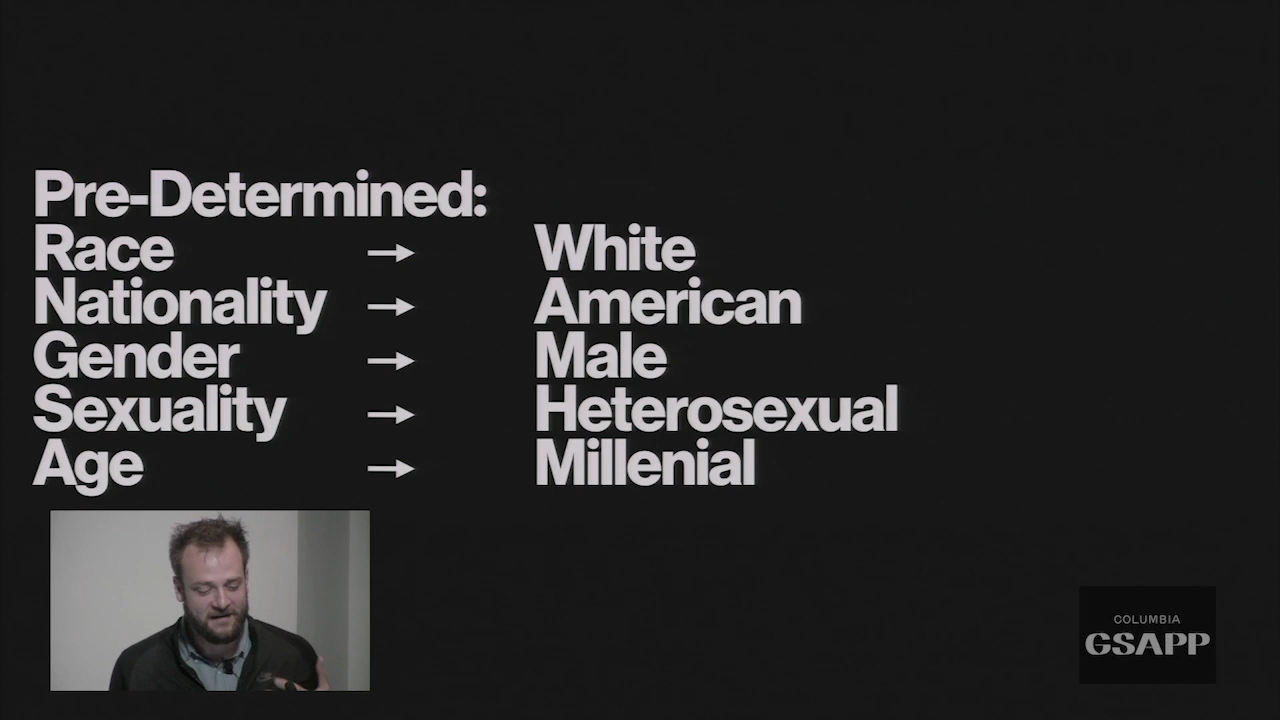 Pre-Determined:
Race → White
Nationality → American
Gender → Male
Sexuality → Heterosexual
Age → Millenial
COLUMBIA
GSAPP